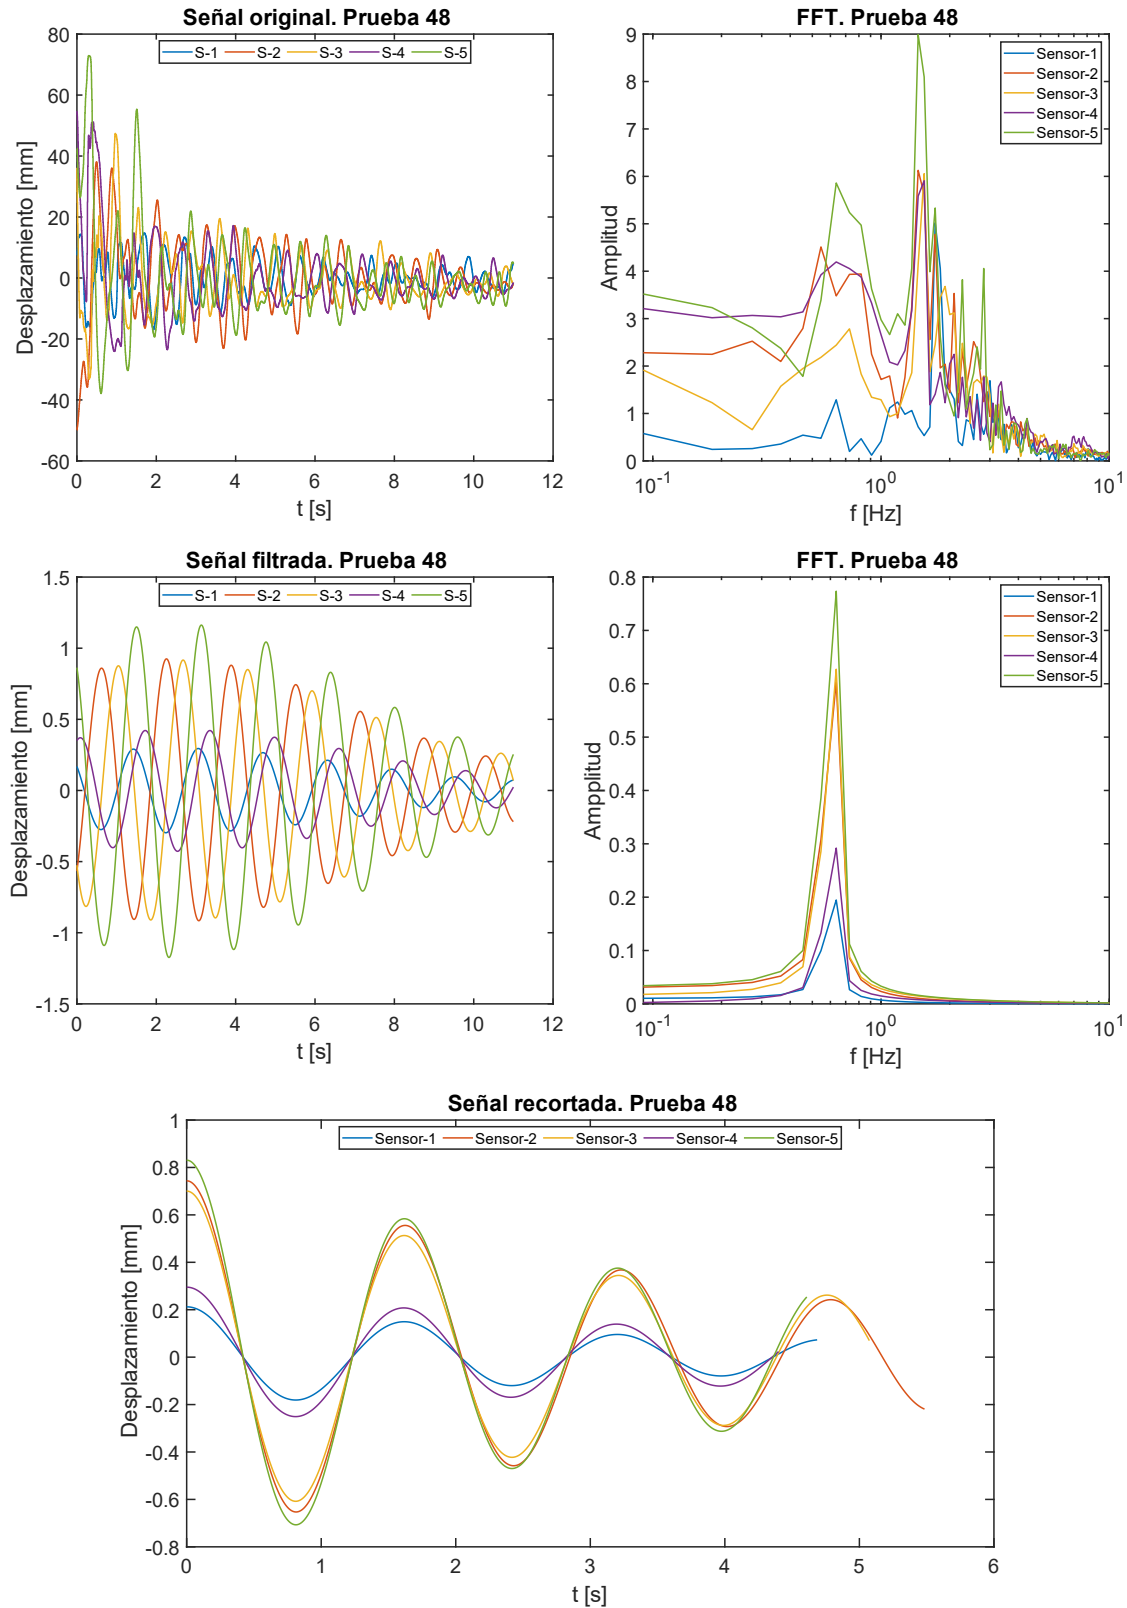 Señal original. Prueba 48
S-1 S-2 S-3 S-4 S-5
80
60
40
20
0
-20
-40
-60
0 2 4 6 8 10 12
Desplazamiento [mm]
t [s]
FFT. Prueba 48
Sensor-1
Sensor-2
Sensor-3
Sensor-4
Sensor-5
9
8
7
6
5
4
3
2
1
0
10^-1 10^0 10^1
Amplitud
f [Hz]
Señal filtrada. Prueba 48
S-1 S-2 S-3 S-4 S-5
1.5
1
0.5
0
-0.5
-1
-1.5
0 2 4 6 8 10 12
Desplazamiento [mm]
t [s]
FFT. Prueba 48
Sensor-1
Sensor-2
Sensor-3
Sensor-4
Sensor-5
0.8
0.7
0.6
0.5
0.4
0.3
0.2
0.1
0
10^-1 10^0 10^1
Ampplitud
f [Hz]
Señal recortada. Prueba 48
Sensor-1 Sensor-2 Sensor-3 Sensor-4 Sensor-5
1
0.8
0.6
0.4
0.2
0
-0.2
-0.4
-0.6
-0.8
0 1 2 3 4 5 6
Desplazamiento [mm]
t [s]